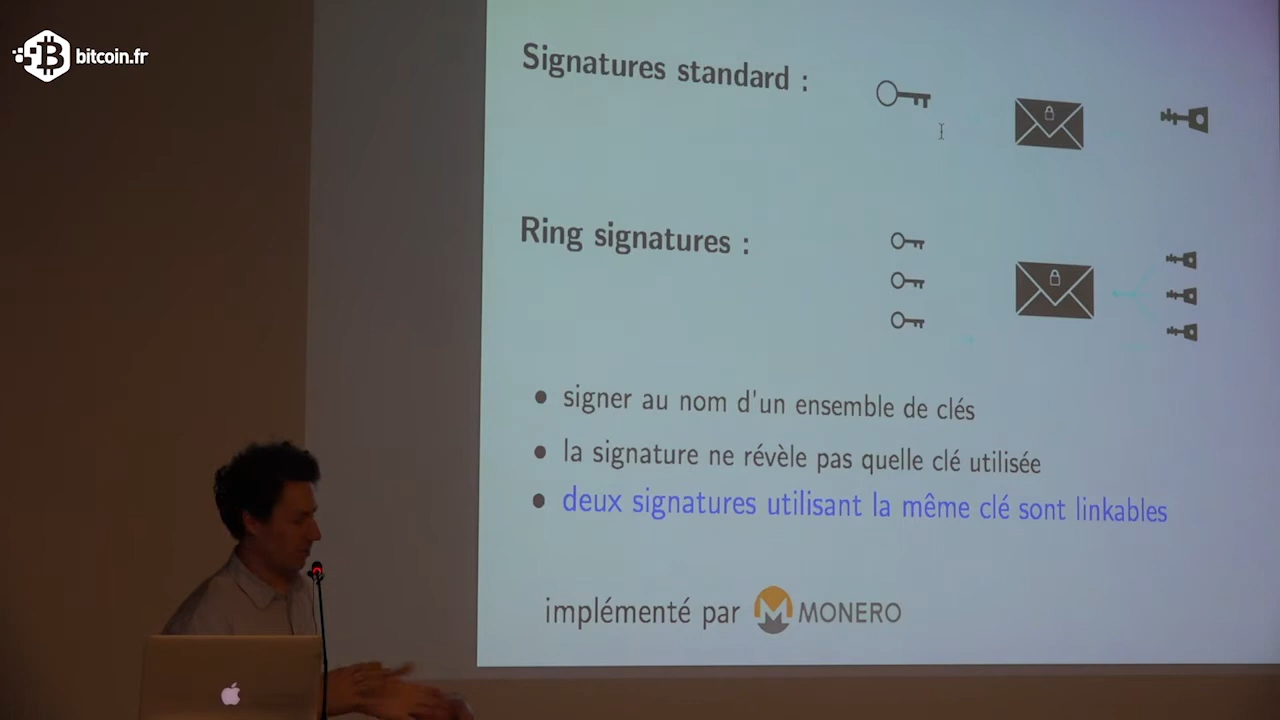 bitcoin.fr
Signatures standard :
Ring signatures :
• signer au nom d'un ensemble de clés
• la signature ne révèle pas quelle clé utilisée
• deux signatures utilisant la même clé sont linkables
implémenté par MONERO